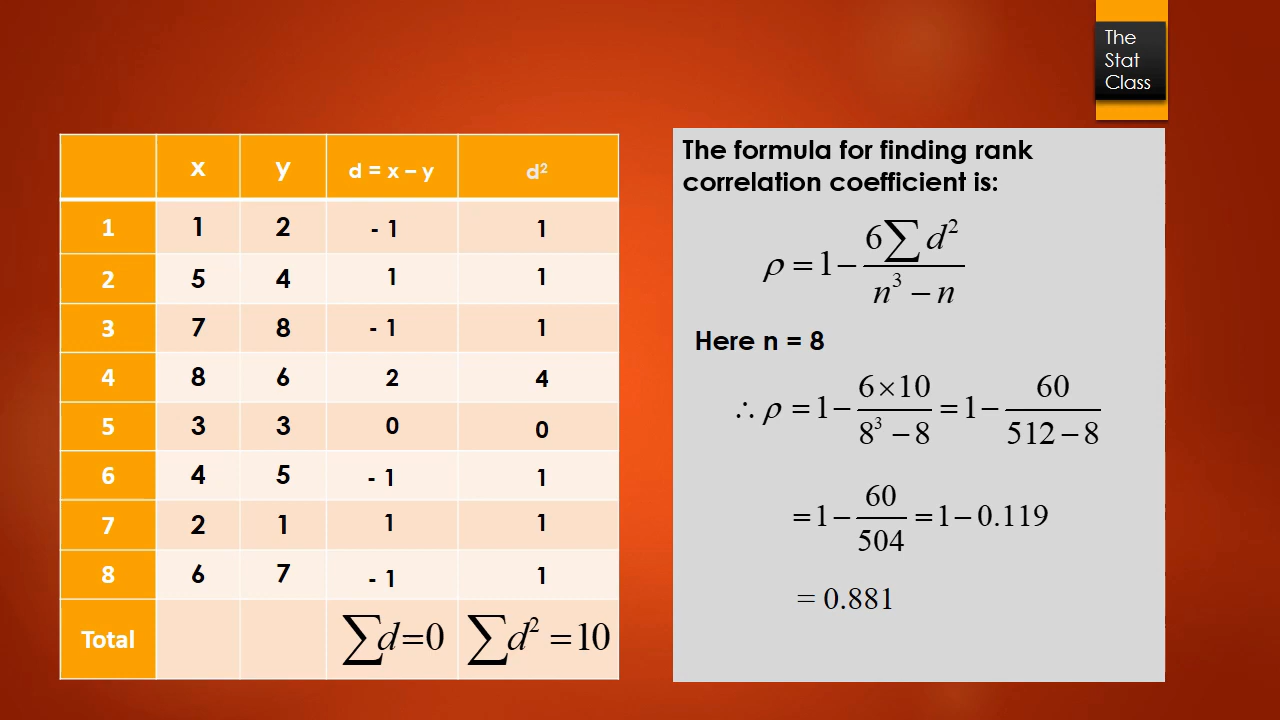 The
Stat
Class
x y d = x – y d²
1 1 2 - 1 1
2 5 4 1 1
3 7 8 - 1 1
4 8 6 2 4
5 3 3 0 0
6 4 5 - 1 1
7 2 1 1 1
8 6 7 - 1 1
Total ∑d=0 ∑d² =10
The formula for finding rank
correlation coefficient is:
ρ = 1 − (6∑d²)/(n³ − n)
Here n = 8
∴ ρ = 1 − (6×10)/(8³ − 8) = 1 − 60/(512 − 8)
= 1 − 60/504 = 1 − 0.119
= 0.881